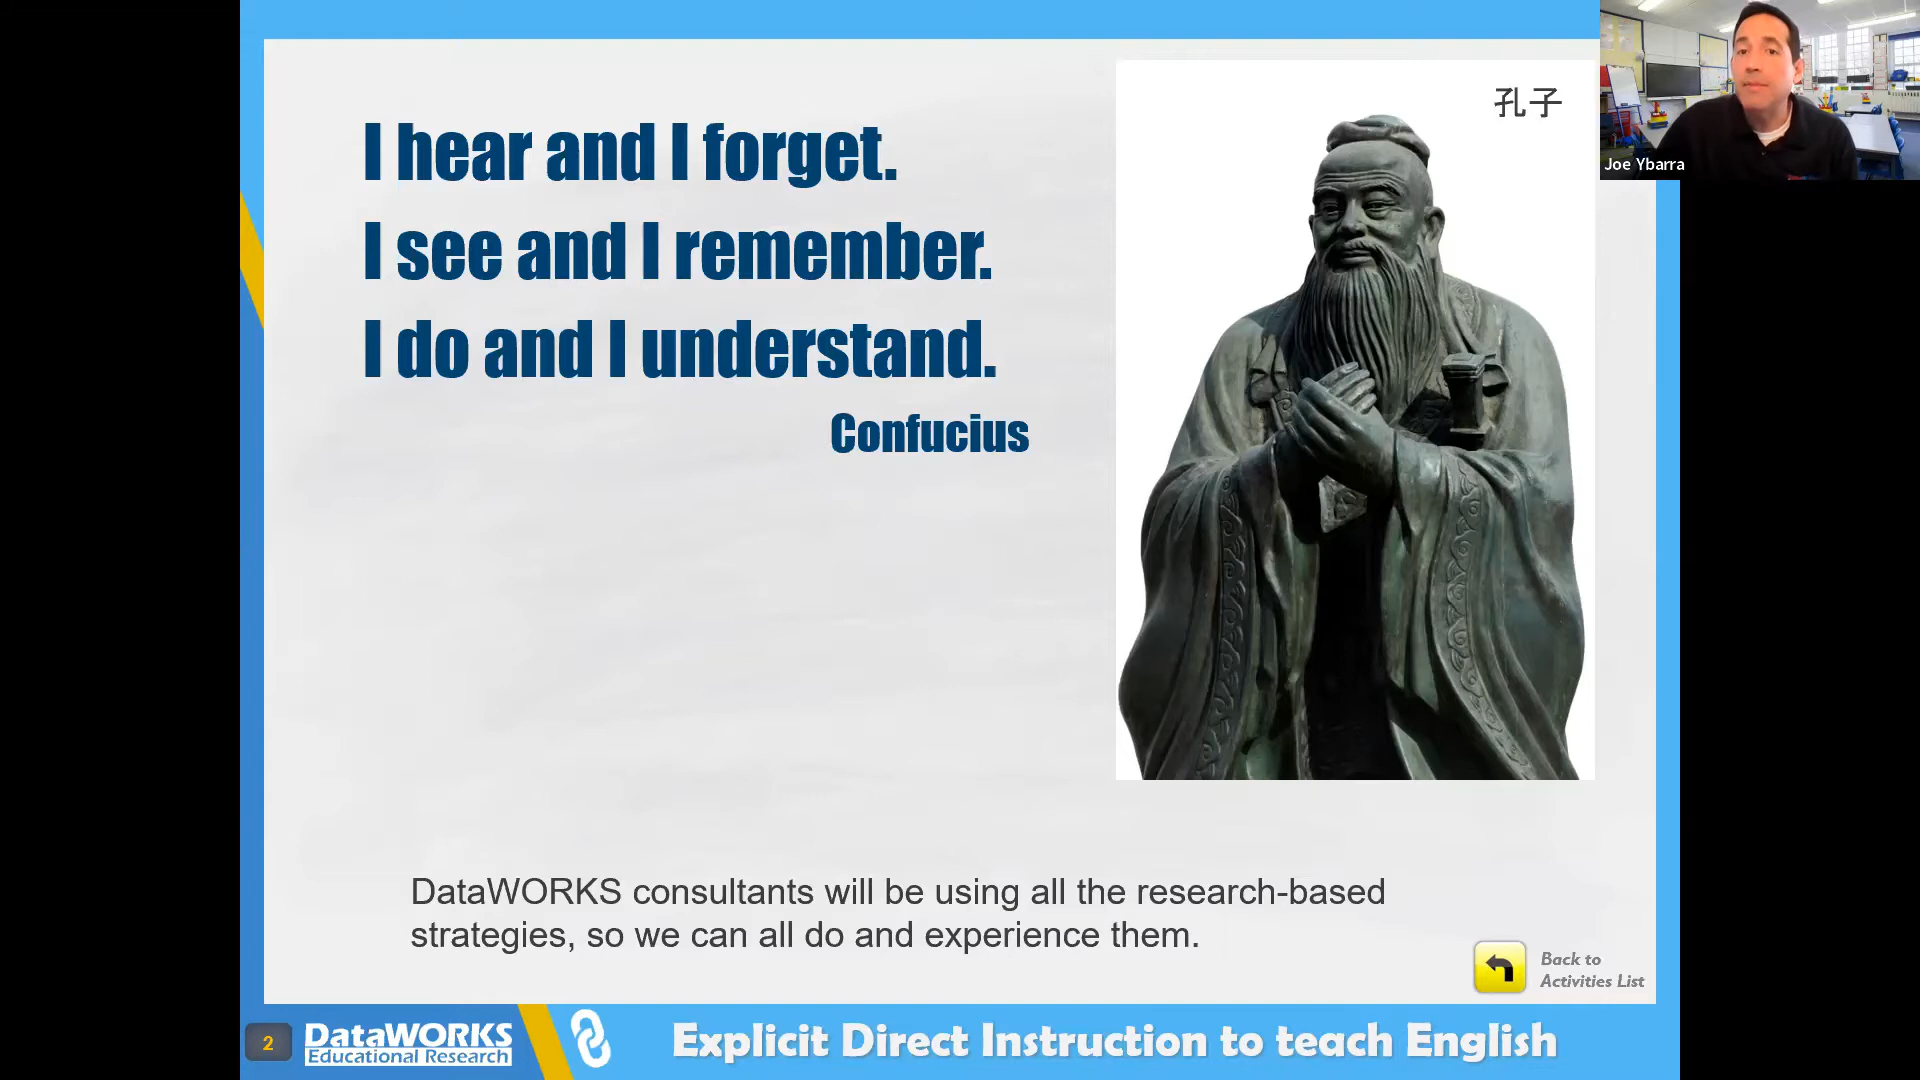 I hear and I forget.
I see and I remember.
I do and I understand.
Confucius
孔子
Joe Ybarra
DataWORKS consultants will be using all the research-based
strategies, so we can all do and experience them.
Back to
Activities List
2
DataWORKS
Educational Research
Explicit Direct Instruction to teach English